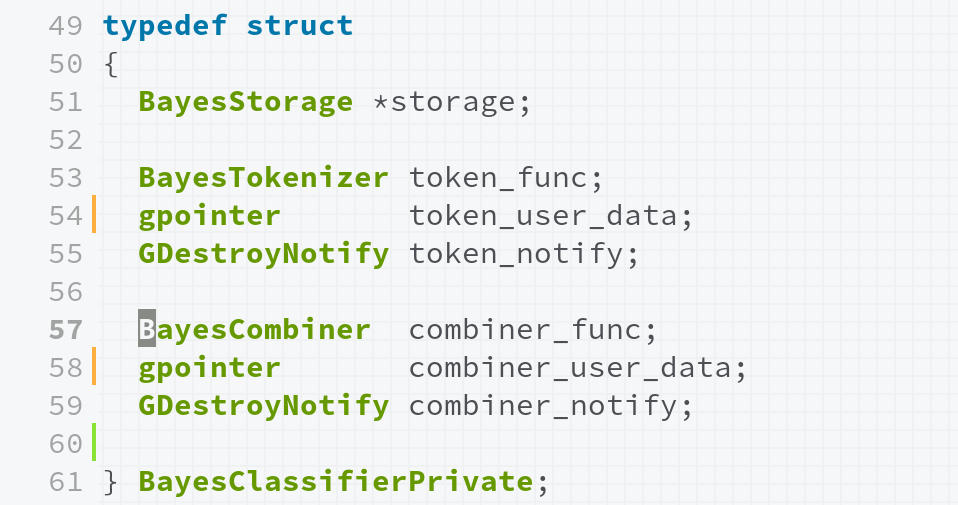 49 typedef struct
50 {
51   BayesStorage *storage;
52
53   BayesTokenizer token_func;
54   gpointer       token_user_data;
55   GDestroyNotify token_notify;
56
57   BayesCombiner  combiner_func;
58   gpointer       combiner_user_data;
59   GDestroyNotify combiner_notify;
60
61 } BayesClassifierPrivate;